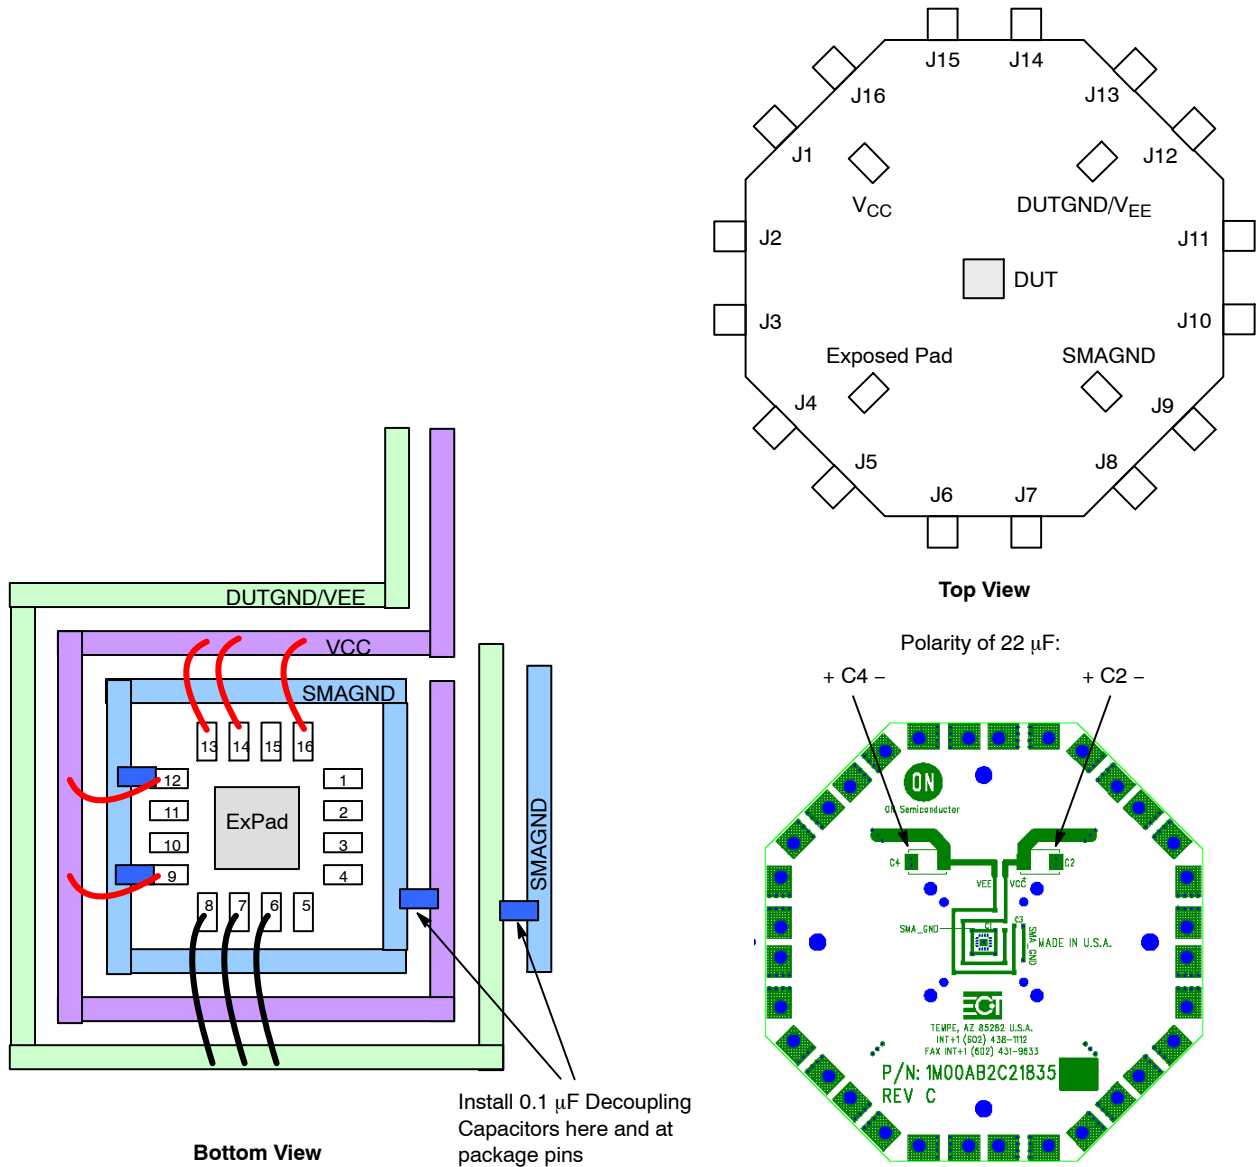 J15
J14
J16
J13
J1
J12
VCC
DUTGND/VEE
J2
J11
DUT
J3
J10
Exposed Pad
SMAGND
J4
J9
J5
J8
J6
J7
Top View
DUTGND/VEE
VCC
SMAGND
13
14
15
16
12
11
10
9
1
2
3
4
ExPad
8
7
6
5
SMAGND
Install 0.1 μF Decoupling
Capacitors here and at
package pins
Bottom View
Polarity of 22 μF:
+ C4 –
+ C2 –
ON
ON Semiconductor
C4
C2
VEE
VCC
+
SMA_GND
C1
C3
SMA_GND
MADE IN U.S.A.
EGT
TEMPE, AZ 85282 U.S.A.
INT+1 (602) 438-1112
FAX INT+1 (602) 431-9633
P/N: 1M00AB2C21835
REV C